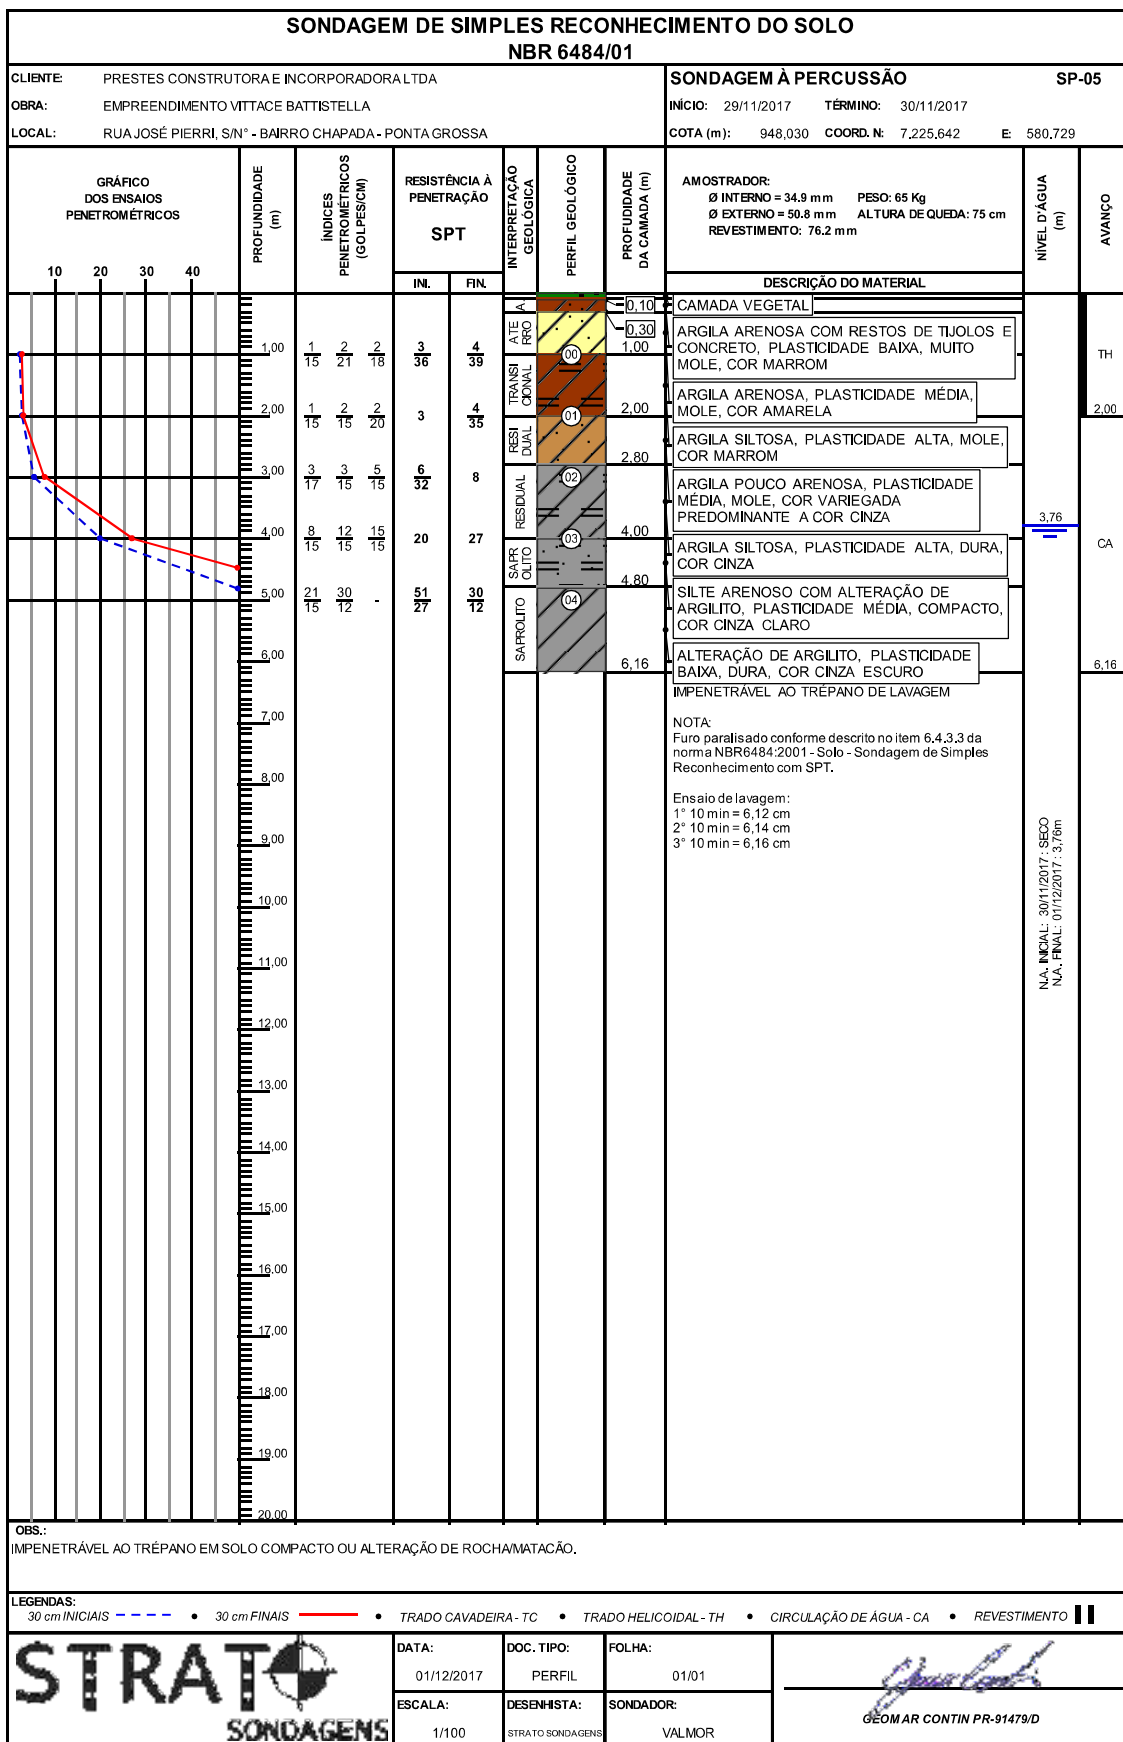 SONDAGEM DE SIMPLES RECONHECIMENTO DO SOLO
NBR 6484/01
CLIENTE: PRESTES CONSTRUTORA E INCORPORADORA LTDA
OBRA: EMPREENDIMENTO VITTACE BATTISTELLA
LOCAL: RUA JOSÉ PIERRI, S/N° - BAIRRO CHAPADA - PONTA GROSSA
SONDAGEM À PERCUSSÃO SP-05
INÍCIO: 29/11/2017 TÉRMINO: 30/11/2017
COTA (m): 948,030 COORD. N: 7.225.642 E: 580.729
GRÁFICO
DOS ENSAIOS
PENETROMÉTRICOS
10 20 30 40
PROFUNDIDADE
(m)
ÍNDICES
PENETROMÉTRICOS
(GOLPES/CM)
RESISTÊNCIA À
PENETRAÇÃO
SPT
INI. FIN.
INTERPRETAÇÃO
GEOLÓGICA
PERFIL GEOLÓGICO
PROFUDIDADE
DA CAMADA (m)
AMOSTRADOR:
Ø INTERNO = 34.9 mm PESO: 65 Kg
Ø EXTERNO = 50.8 mm ALTURA DE QUEDA: 75 cm
REVESTIMENTO: 76.2 mm
DESCRIÇÃO DO MATERIAL
NÍVEL D'ÁGUA
(m)
AVANÇO
1,00
2,00
3,00
4,00
5,00
6,00
7,00
8,00
9,00
10,00
11,00
12,00
13,00
14,00
15,00
16,00
17,00
18,00
19,00
20,00
1 2 2 3 4
15 21 18 36 39
1 2 2 3 4
15 15 20 35
3 3 5 6 8
17 15 15 32
8 12 15 20 27
15 15 15
21 30 - 51 30
15 12 27 12
A.
ATE
RRO
TRANSI
CIONAL
RESI
DUAL
RESIDUAL
SAPR
OLITO
SAPROLITO
00
01
02
03
04
0,10
0,30
1,00
2,00
2,80
4,00
4,80
6,16
CAMADA VEGETAL
ARGILA ARENOSA COM RESTOS DE TIJOLOS E
CONCRETO, PLASTICIDADE BAIXA, MUITO
MOLE, COR MARROM
ARGILA ARENOSA, PLASTICIDADE MÉDIA,
MOLE, COR AMARELA
ARGILA SILTOSA, PLASTICIDADE ALTA, MOLE,
COR MARROM
ARGILA POUCO ARENOSA, PLASTICIDADE
MÉDIA, MOLE, COR VARIEGADA
PREDOMINANTE A COR CINZA
ARGILA SILTOSA, PLASTICIDADE ALTA, DURA,
COR CINZA
SILTE ARENOSO COM ALTERAÇÃO DE
ARGILITO, PLASTICIDADE MÉDIA, COMPACTO,
COR CINZA CLARO
ALTERAÇÃO DE ARGILITO, PLASTICIDADE
BAIXA, DURA, COR CINZA ESCURO
IMPENETRÁVEL AO TRÉPANO DE LAVAGEM
NOTA:
Furo paralisado conforme descrito no item 6.4.3.3 da
norma NBR6484:2001 - Solo - Sondagem de Simples
Reconhecimento com SPT.
Ensaio de lavagem:
1° 10 min = 6,12 cm
2° 10 min = 6,14 cm
3° 10 min = 6,16 cm
3,76
N.A. INICIAL: 30/11/2017 : SECO
N.A. FINAL: 01/12/2017 : 3,76m
TH
2,00
CA
6,16
OBS.:
IMPENETRÁVEL AO TRÉPANO EM SOLO COMPACTO OU ALTERAÇÃO DE ROCHA/MATACÃO.
LEGENDAS:
30 cm INICIAIS • 30 cm FINAIS • TRADO CAVADEIRA - TC • TRADO HELICOIDAL - TH • CIRCULAÇÃO DE ÁGUA - CA • REVESTIMENTO
STRATO
SONDAGENS
DATA: DOC. TIPO: FOLHA:
01/12/2017 PERFIL 01/01
ESCALA: DESENHISTA: SONDADOR:
1/100 STRATO SONDAGENS VALMOR
GEOMAR CONTIN PR-91479/D